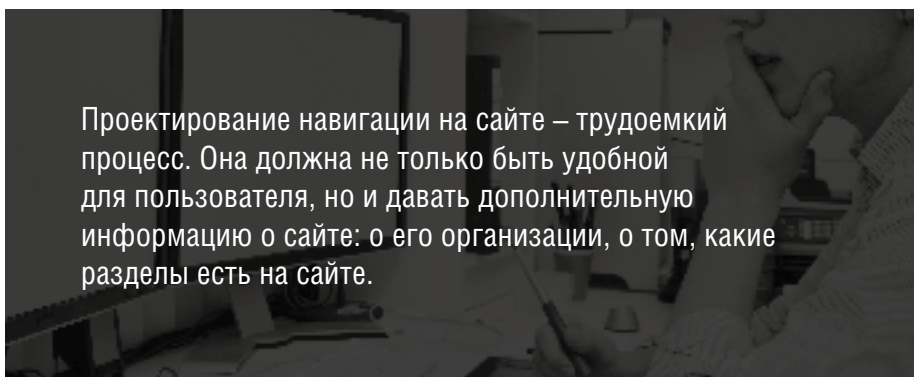 Проектирование навигации на сайте – трудоемкий
процесс. Она должна не только быть удобной
для пользователя, но и давать дополнительную
информацию о сайте: о его организации, о том, какие
разделы есть на сайте.